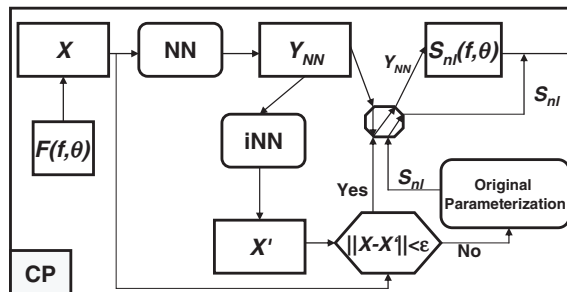 X
NN
Y_NN
Y_NN
S_nl(f,θ)
S_nl
F(f,θ)
iNN
Yes
S_nl
Original
Parameterization
X'
||X-X'||<ε
No
CP